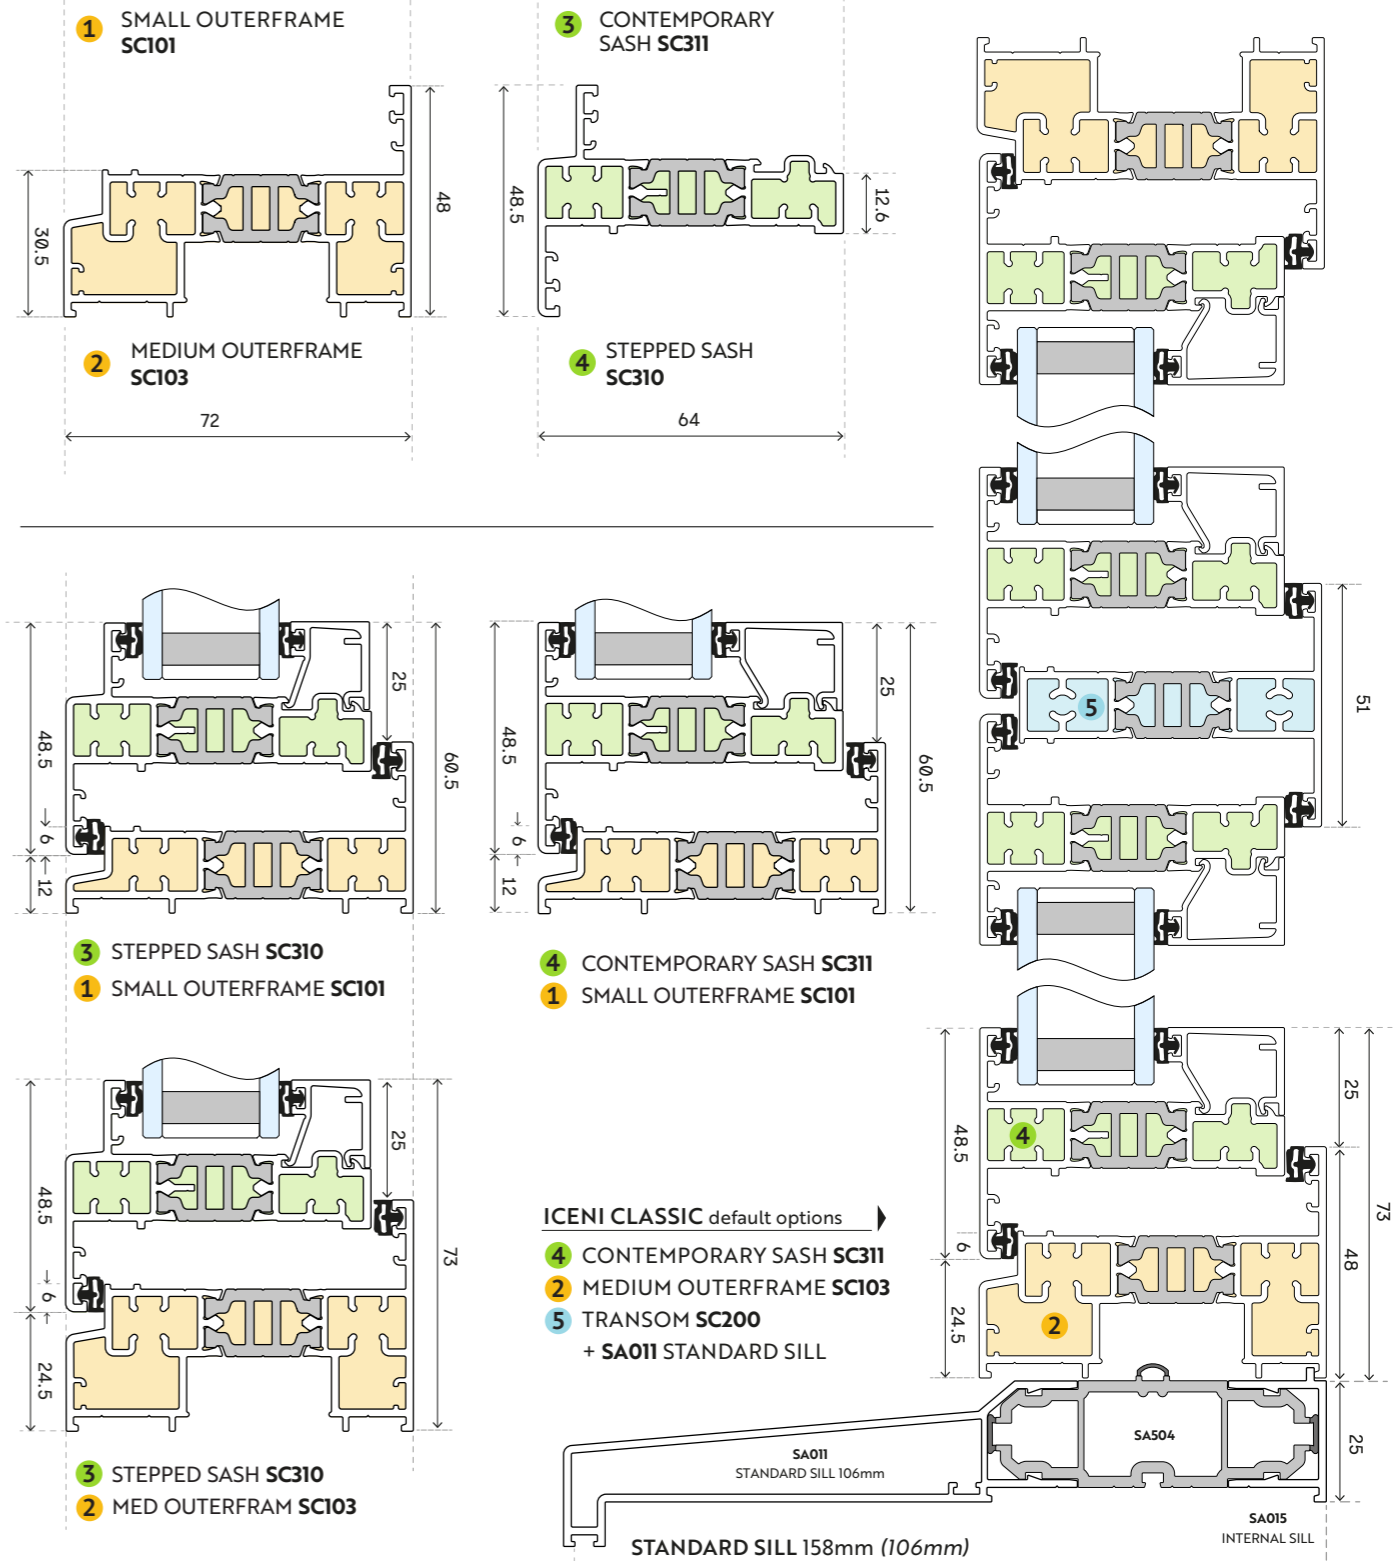 1 SMALL OUTERFRAME
SC101
3 CONTEMPORARY
SASH SC311
30.5
48
48.5
12.6
2 MEDIUM OUTERFRAME
SC103
4 STEPPED SASH
SC310
72
64
48.5
6
12
25
60.5
48.5
6
12
25
60.5
5
51
3 STEPPED SASH SC310
1 SMALL OUTERFRAME SC101
4 CONTEMPORARY SASH SC311
1 SMALL OUTERFRAME SC101
48.5
6
24.5
25
73
3 STEPPED SASH SC310
2 MED OUTERFRAM SC103
ICENI CLASSIC default options
4 CONTEMPORARY SASH SC311
2 MEDIUM OUTERFRAME SC103
5 TRANSOM SC200
+ SA011 STANDARD SILL
48.5
6
24.5
4
2
25
48
73
25
SA504
SA011
STANDARD SILL 106mm
SA015
INTERNAL SILL
STANDARD SILL 158mm (106mm)